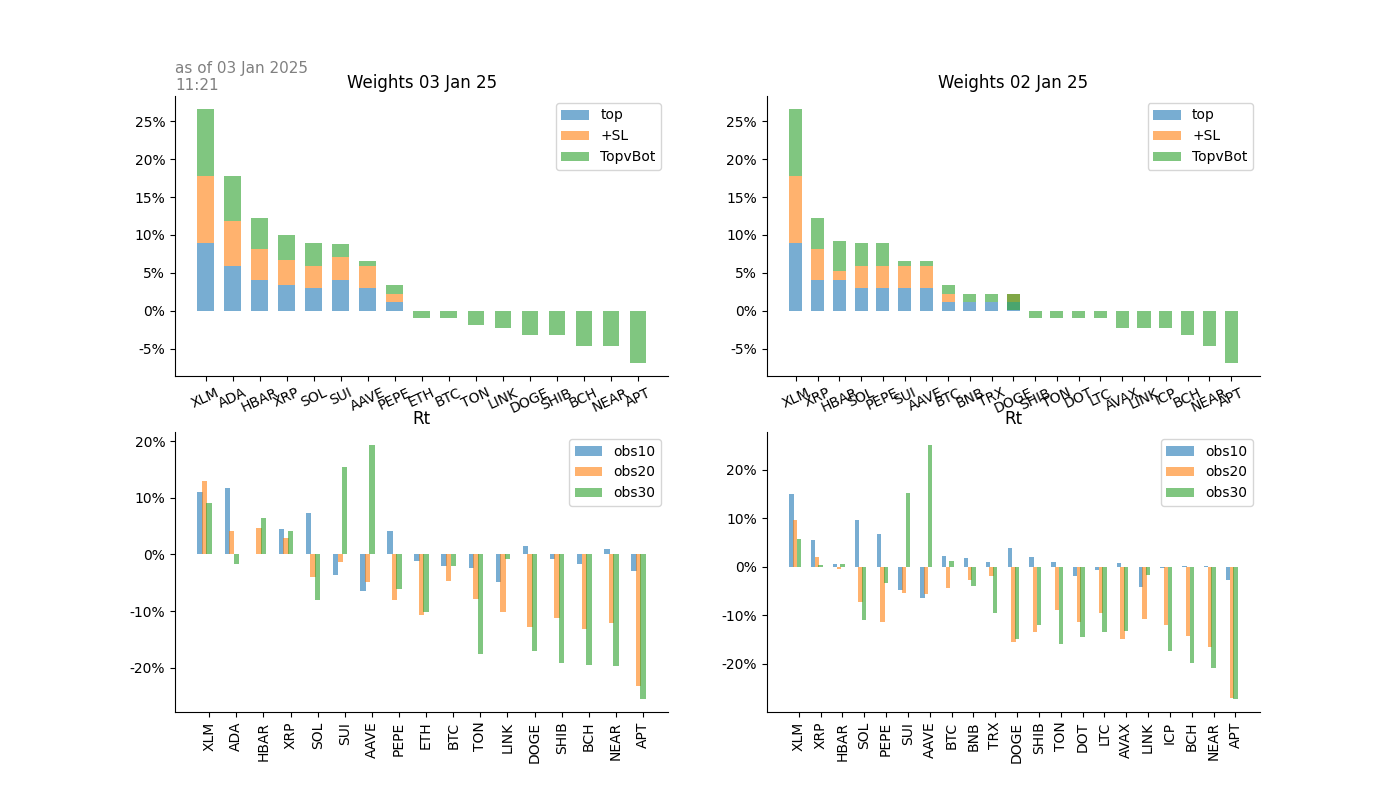 as of 03 Jan 2025
11:21
Weights 03 Jan 25
25%
20%
15%
10%
5%
0%
-5%
top
+SL
TopvBot
XLM ADA HBAR XRP SOL SUI AAVE PEPE ETH BTC TON LINK DOGE SHIB BCH NEAR APT
Weights 02 Jan 25
25%
20%
15%
10%
5%
0%
-5%
top
+SL
TopvBot
XLM XRP HBAR SOL PEPE SUI AAVE BTC BNB TRX DOGE SHIB TON DOT LTC AVAX LINK ICP BCH NEAR APT
Rt
20%
10%
0%
-10%
-20%
obs10
obs20
obs30
XLM ADA HBAR XRP SOL SUI AAVE PEPE ETH BTC TON LINK DOGE SHIB BCH NEAR APT
Rt
20%
10%
0%
-10%
-20%
obs10
obs20
obs30
XLM XRP HBAR SOL PEPE SUI AAVE BTC BNB TRX DOGE SHIB TON DOT LTC AVAX LINK ICP BCH NEAR APT